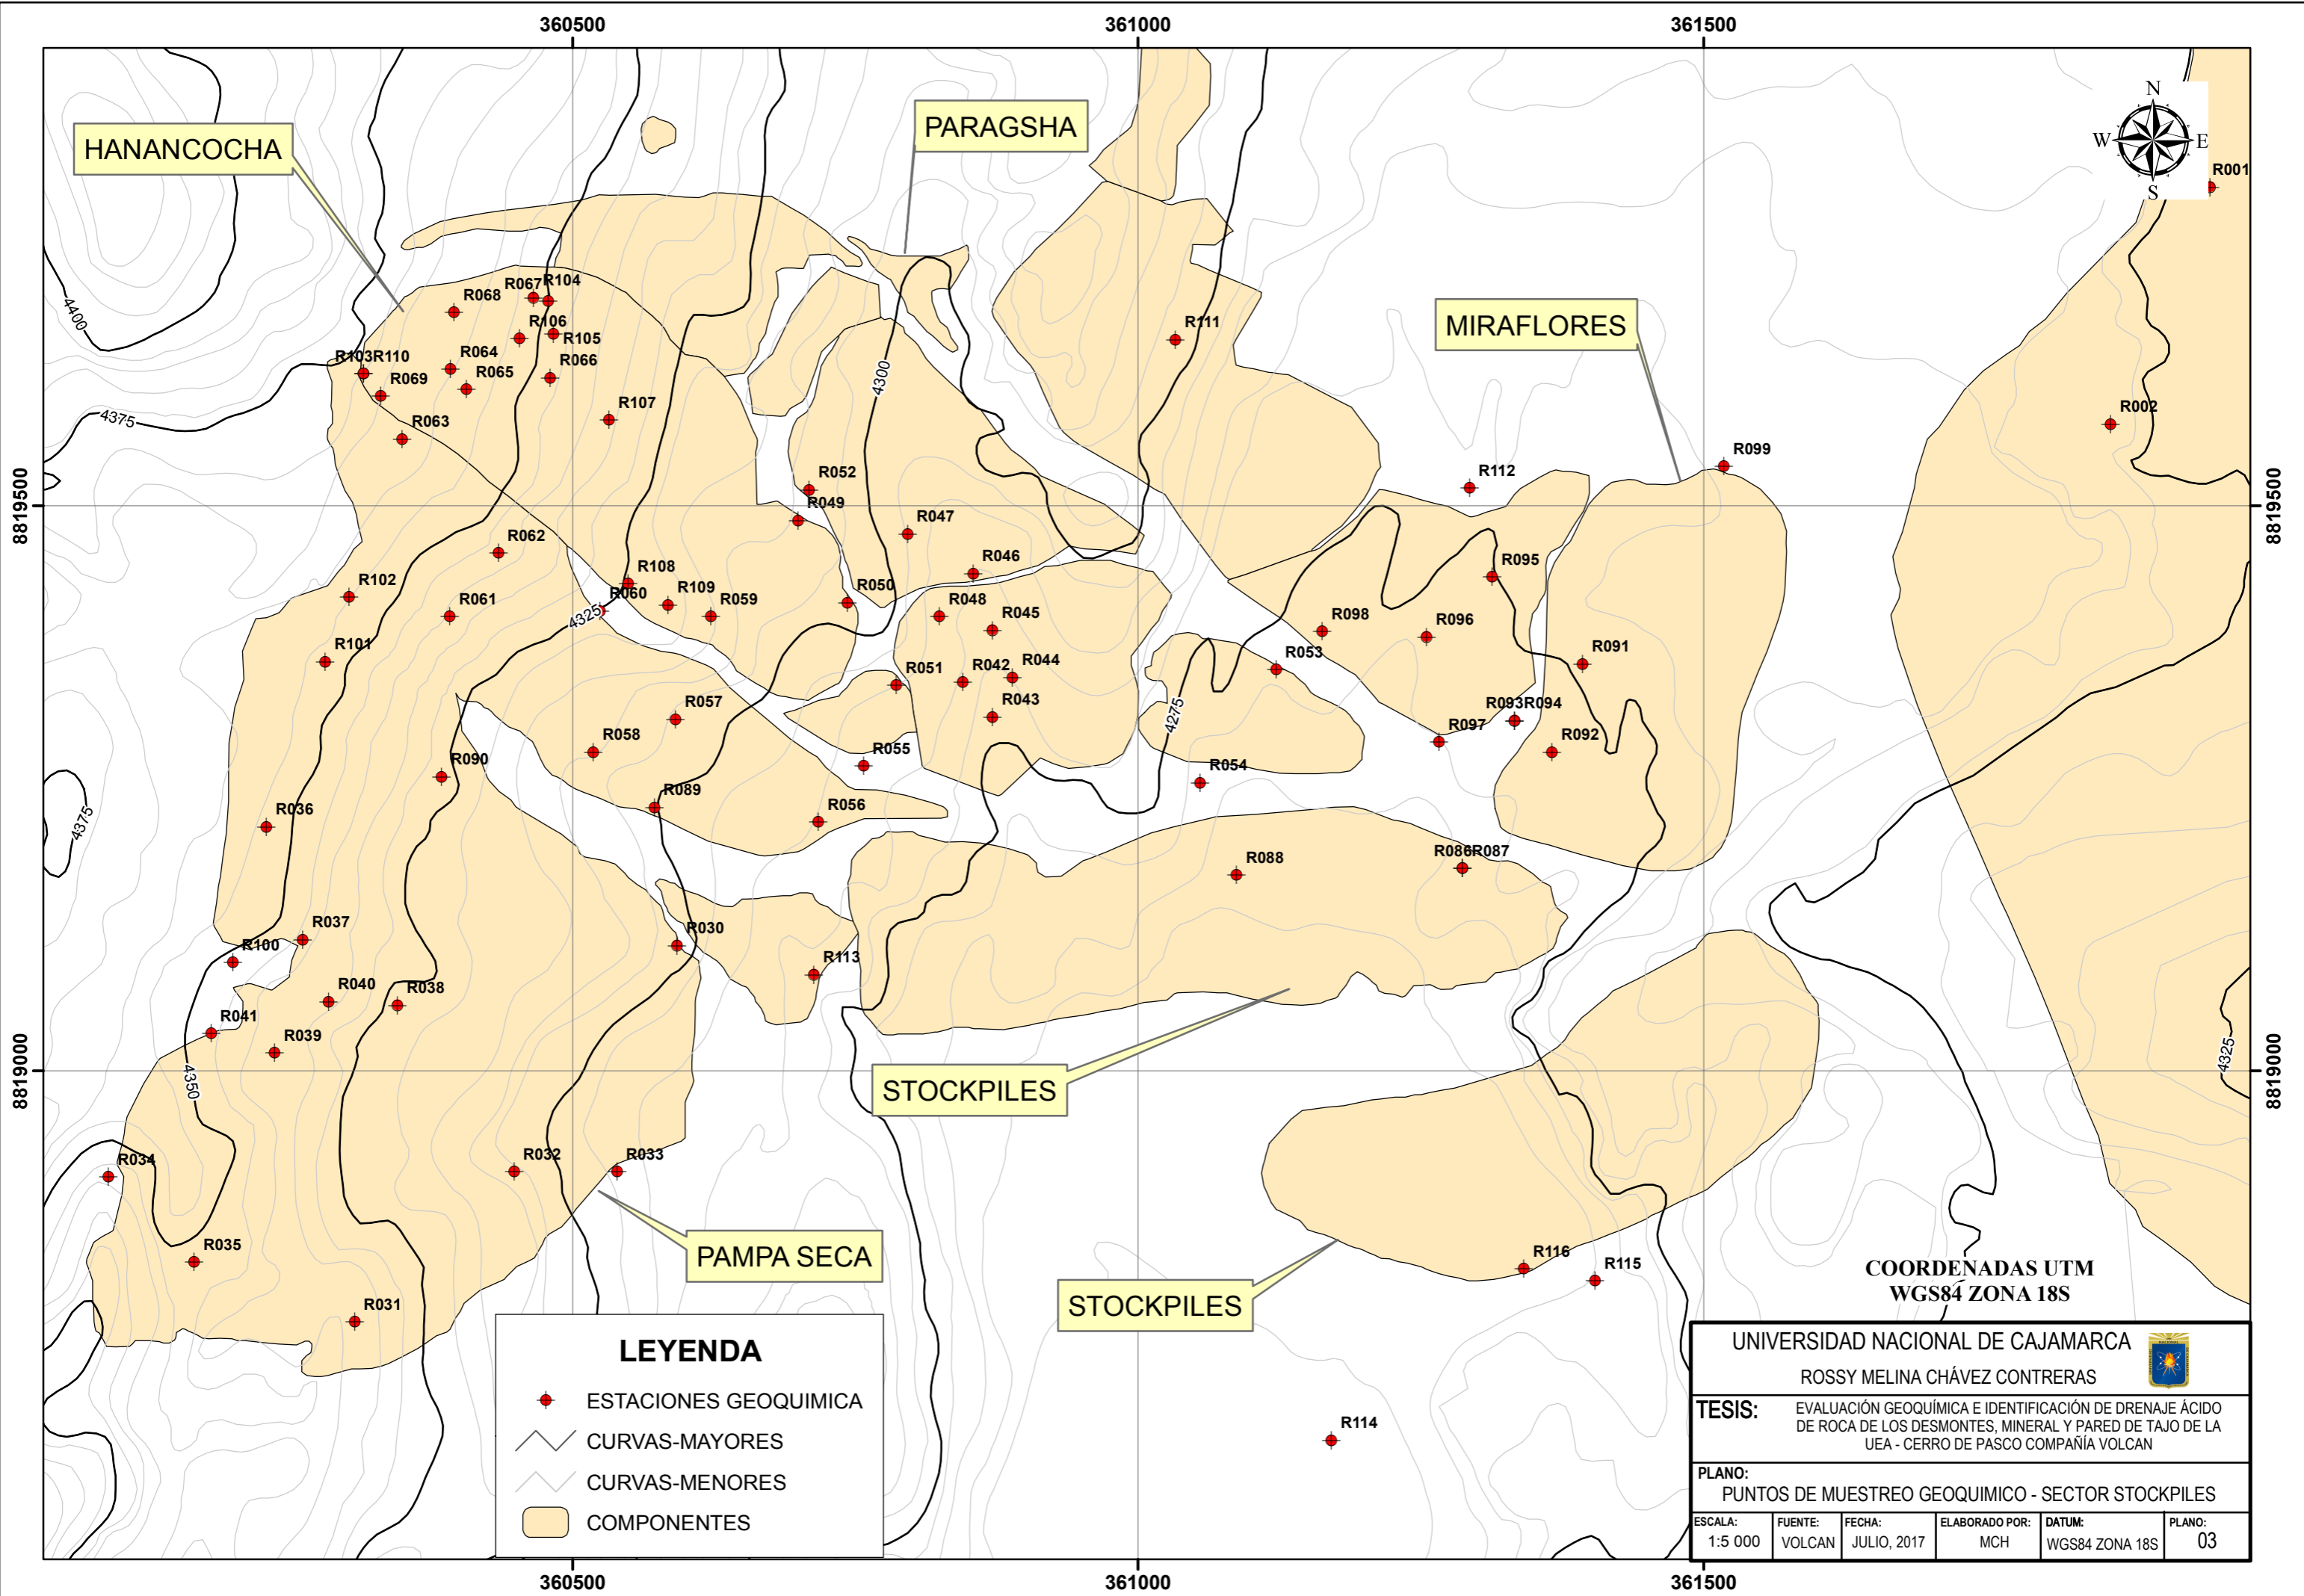 360500 361000 361500
HANANCOCHA
PARAGSHA
MIRAFLORES
N
W E
S
R001
R002
R067 R104
R068
R106
R105
R111
R103R110
R064
R065
R066
R069
R107
R063
R099
R112
R052
R049
R047
R062
R046
R095
R108
R102
R109
R060
R059
R050
R061
R048
R045
R098
R096
R101
R091
R053
R051
R042
R044
R043
R057
R093R094
R097
R092
R058
R055
R054
R090
R089
R056
R036
R088
R086R087
R037
R100
R030
R113
R040
R038
R041
R039
R034
R032
R033
R035
R031
R116
R115
R114
4400
4375
4300
4325
4275
4375
4350
4325
8819500
8819000
8819500
8819000
STOCKPILES
PAMPA SECA
STOCKPILES
LEYENDA
ESTACIONES GEOQUIMICA
CURVAS-MAYORES
CURVAS-MENORES
COMPONENTES
COORDENADAS UTM
WGS84 ZONA 18S
UNIVERSIDAD NACIONAL DE CAJAMARCA
ROSSY MELINA CHÁVEZ CONTRERAS
TESIS: EVALUACIÓN GEOQUÍMICA E IDENTIFICACIÓN DE DRENAJE ÁCIDO
DE ROCA DE LOS DESMONTES, MINERAL Y PARED DE TAJO DE LA
UEA - CERRO DE PASCO COMPAÑÍA VOLCAN
PLANO:
PUNTOS DE MUESTREO GEOQUIMICO - SECTOR STOCKPILES
ESCALA: FUENTE: FECHA: ELABORADO POR: DATUM: PLANO:
1:5 000 VOLCAN JULIO, 2017 MCH WGS84 ZONA 18S 03
360500 361000 361500